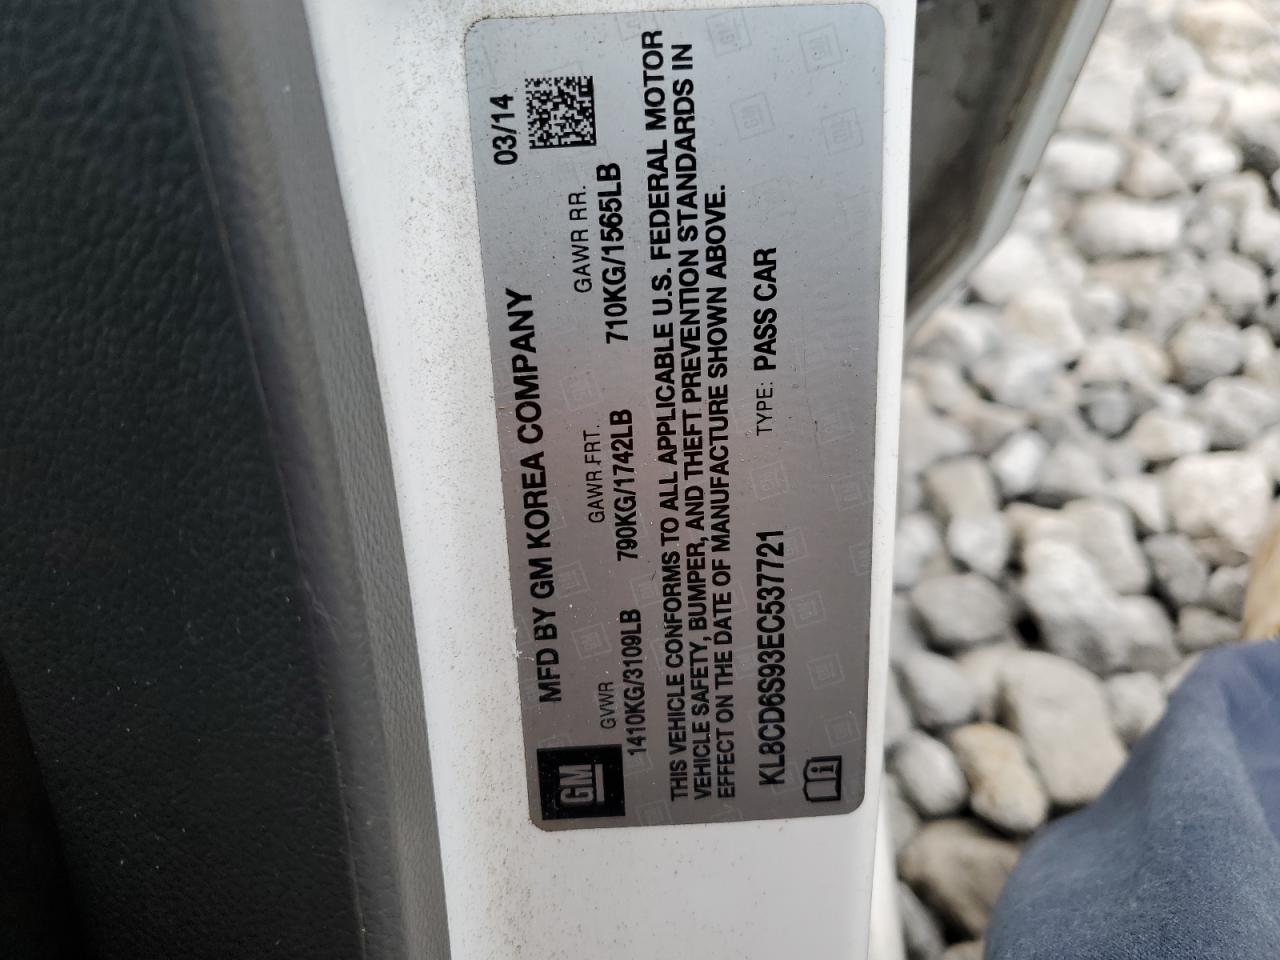 MFD BY GM KOREA COMPANY 03/14
GM
GVWR GAWR FRT. GAWR RR.
1410KG/3109LB 790KG/1742LB 710KG/1565LB
THIS VEHICLE CONFORMS TO ALL APPLICABLE U.S. FEDERAL MOTOR
VEHICLE SAFETY, BUMPER, AND THEFT PREVENTION STANDARDS IN
EFFECT ON THE DATE OF MANUFACTURE SHOWN ABOVE.
KL8CD6S93EC537721 TYPE: PASS CAR